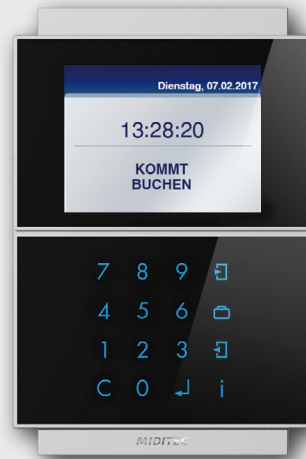 Dienstag, 07.02.2017
13:28:20
KOMMT
BUCHEN
7 8 9
4 5 6
1 2 3
C 0 i
MIDITEC